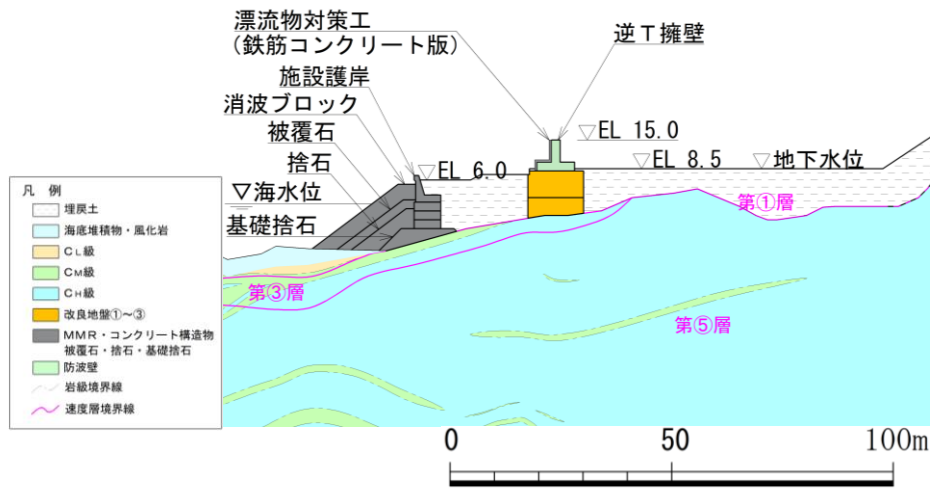 漂流物対策工
(鉄筋コンクリート版)
逆T擁壁
施設護岸
消波ブロック
被覆石
捨石
▽海水位
基礎捨石
▽EL 6.0
▽EL 15.0
▽EL 8.5
▽地下水位
凡 例
埋戻土
海底堆積物・風化岩
CL級
CM級
CH級
改良地盤①~③
MMR・コンクリート構造物
被覆石・捨石・基礎捨石
防波壁
岩級境界線
速度層境界線
第①層
第③層
第⑤層
0 50 100m